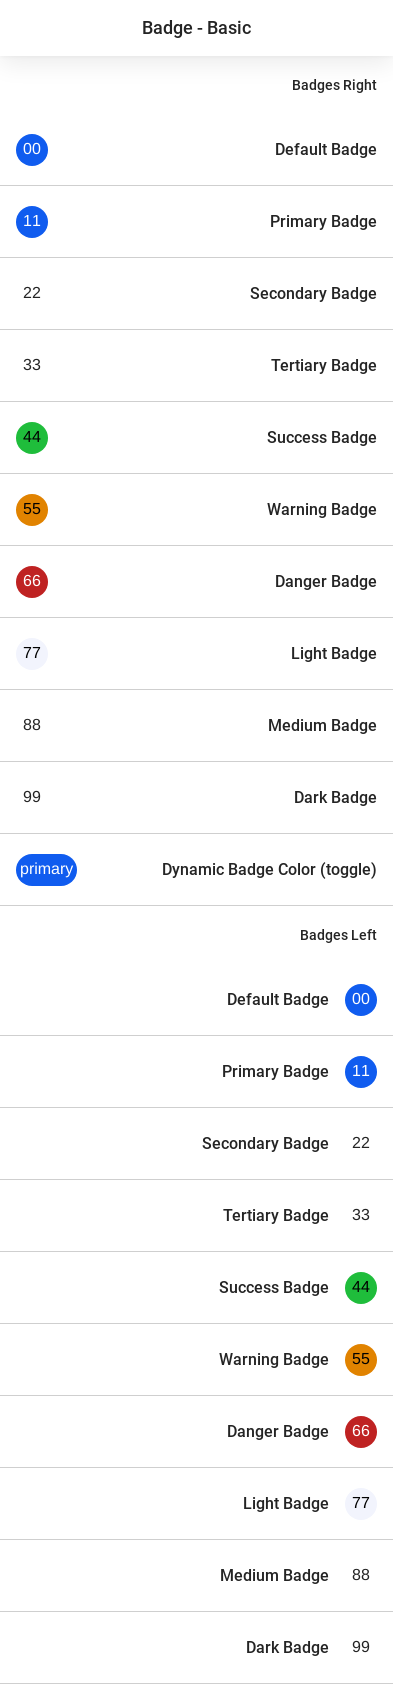 Badge - Basic
Badges Right
00 Default Badge
11 Primary Badge
22 Secondary Badge
33 Tertiary Badge
44 Success Badge
55 Warning Badge
66 Danger Badge
77 Light Badge
88 Medium Badge
99 Dark Badge
primary Dynamic Badge Color (toggle)
Badges Left
Default Badge 00
Primary Badge 11
Secondary Badge 22
Tertiary Badge 33
Success Badge 44
Warning Badge 55
Danger Badge 66
Light Badge 77
Medium Badge 88
Dark Badge 99